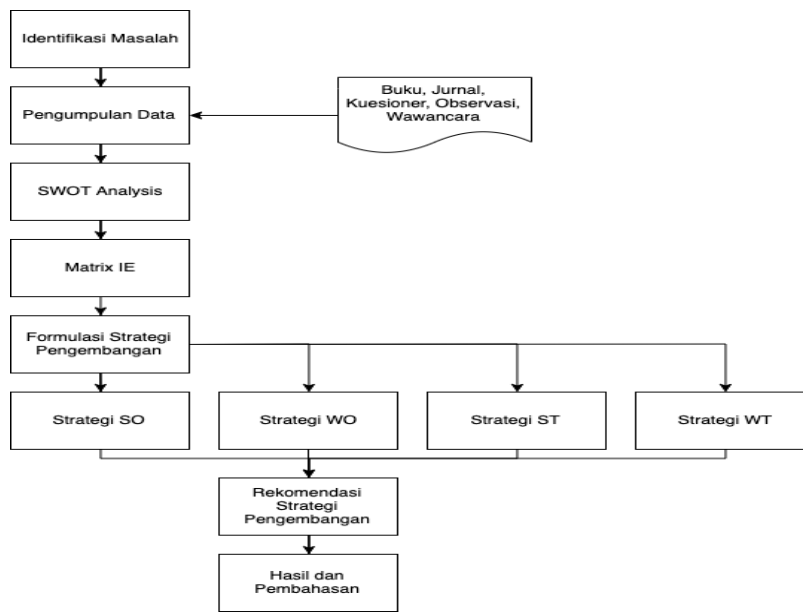 Identifikasi Masalah
Pengumpulan Data
Buku, Jurnal,
Kuesioner, Observasi,
Wawancara
SWOT Analysis
Matrix IE
Formulasi Strategi
Pengembangan
Strategi SO
Strategi WO
Strategi ST
Strategi WT
Rekomendasi
Strategi
Pengembangan
Hasil dan
Pembahasan